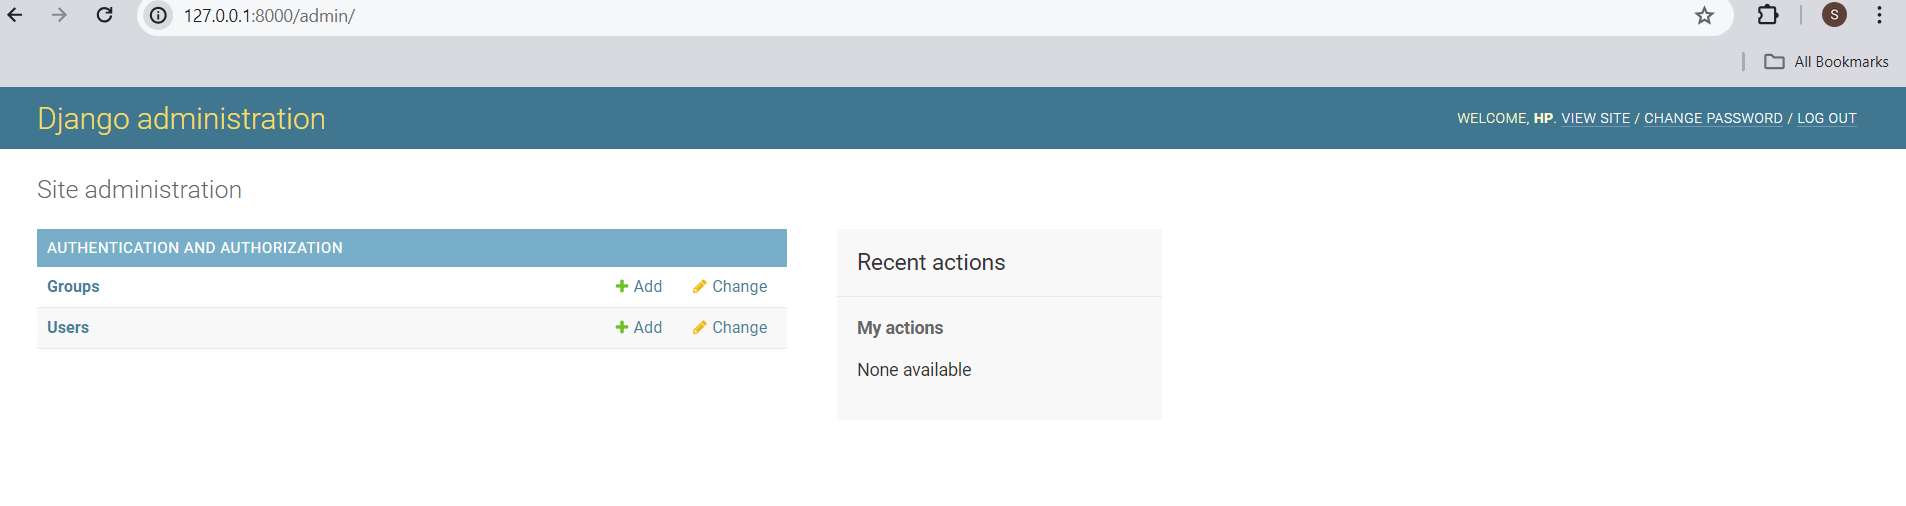 127.0.0.1:8000/admin/
S
All Bookmarks
Django administration
WELCOME, HP. VIEW SITE / CHANGE PASSWORD / LOG OUT
Site administration
AUTHENTICATION AND AUTHORIZATION
Groups Add Change
Users Add Change
Recent actions
My actions
None available